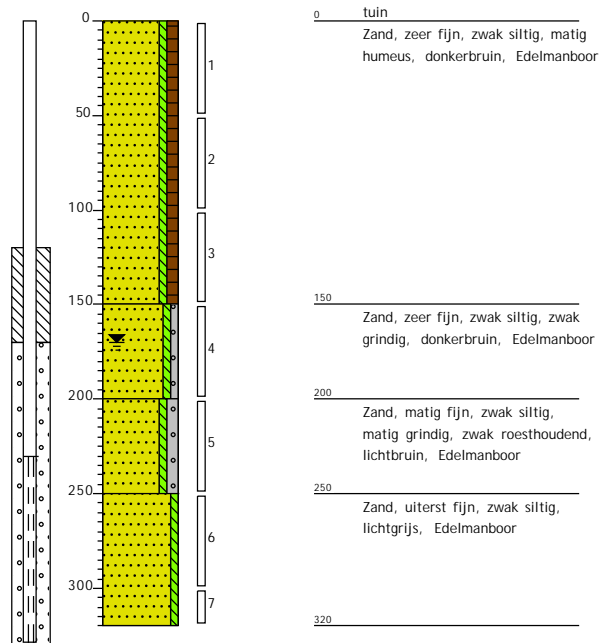 0
50
100
150
200
250
300
1
2
3
4
5
6
7
0
tuin
Zand, zeer fijn, zwak siltig, matig
humeus, donkerbruin, Edelmanboor
150
Zand, zeer fijn, zwak siltig, zwak
grindig, donkerbruin, Edelmanboor
200
Zand, matig fijn, zwak siltig,
matig grindig, zwak roesthoudend,
lichtbruin, Edelmanboor
250
Zand, uiterst fijn, zwak siltig,
lichtgrijs, Edelmanboor
320